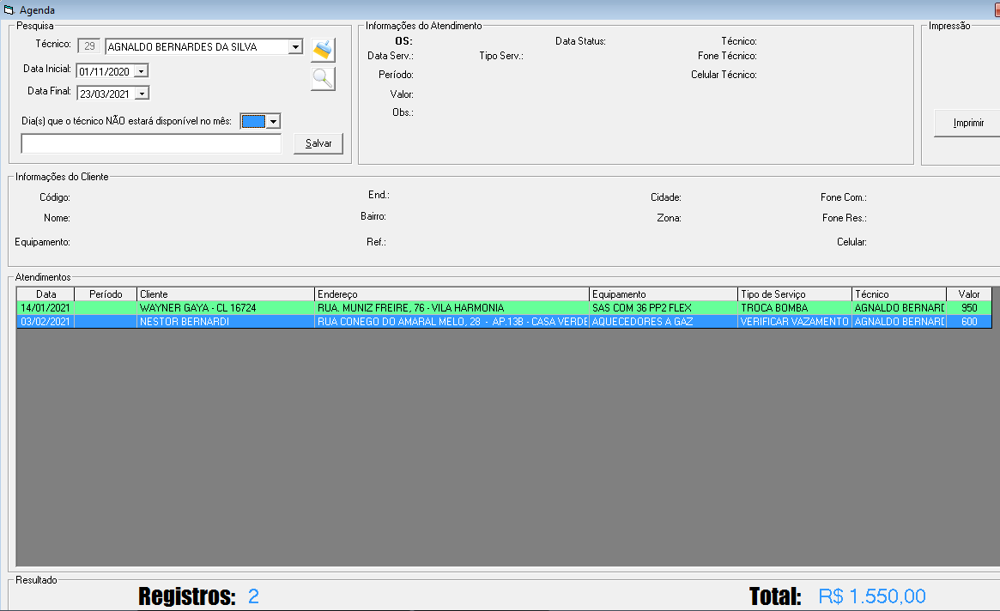 Agenda
Pesquisa
Técnico: 29 AGNALDO BERNARDES DA SILVA
Data Inicial: 01/11/2020
Data Final: 23/03/2021
Dia(s) que o técnico NÃO estará disponível no mês:
Salvar
Informações do Atendimento
OS: Data Status: Técnico:
Data Serv.: Tipo Serv.: Fone Técnico:
Período: Celular Técnico:
Valor:
Obs.:
Impressão
Imprimir
Informações do Cliente
Código: End.: Cidade: Fone Com.:
Nome: Bairro: Zona: Fone Res.:
Equipamento: Ref.: Celular:
Atendimentos
Data Período Cliente Endereço Equipamento Tipo de Serviço Técnico Valor
14/01/2021 WAYNER GAYA - CL 16724 RUA. MUNIZ FREIRE, 76 - VILA HARMONIA SAS COM 36 PP2 FLEX TROCA BOMBA AGNALDO BERNARD 950
03/02/2021 NESTOR BERNARDI RUA CONEGO DO AMARAL MELO, 28 - AP.13B - CASA VERDE AQUECEDORES A GAZ VERIFICAR VAZAMENTO AGNALDO BERNARD 600
Resultado
Registros: 2 Total: R$ 1.550,00